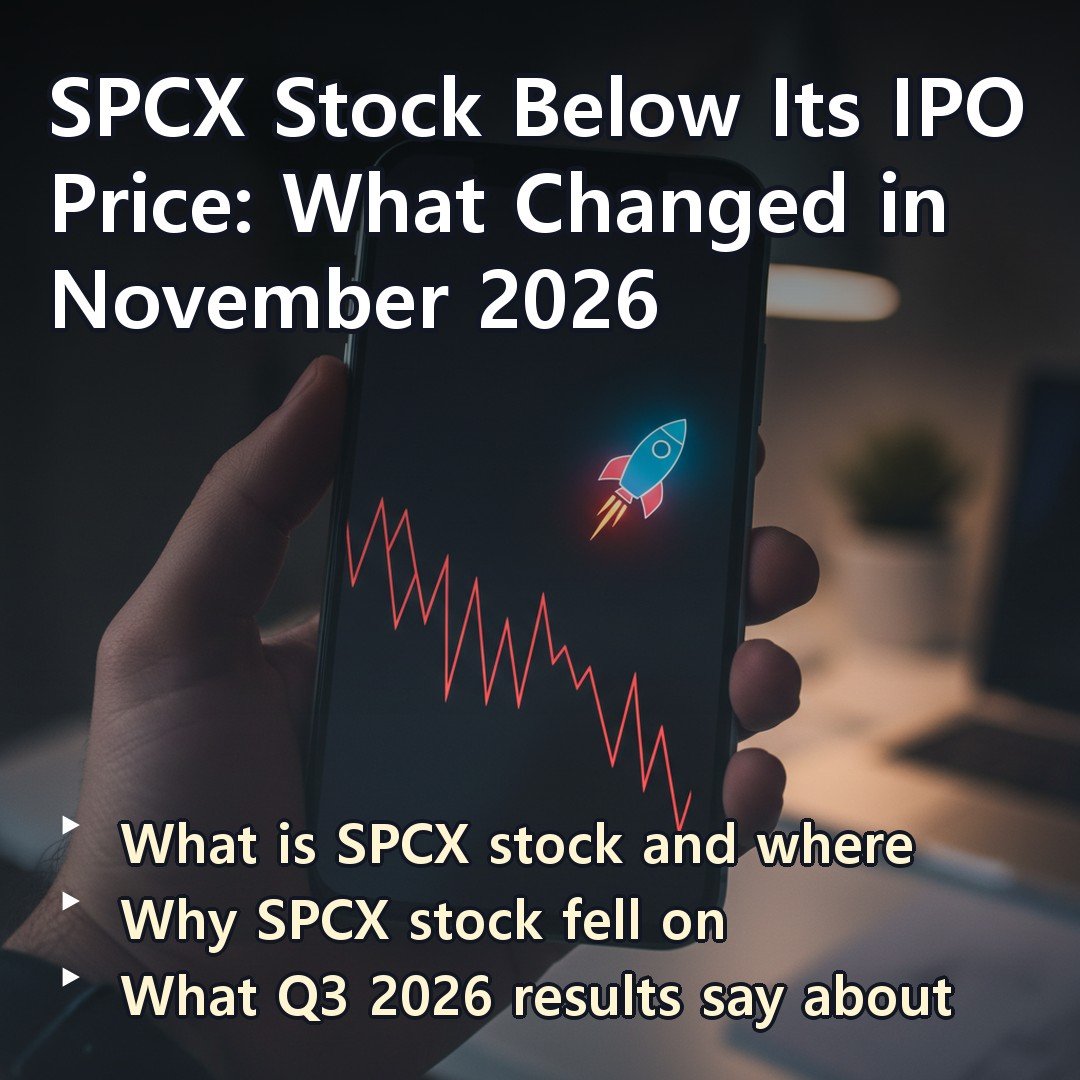 SPCX Stock Below Its IPO
Price: What Changed in
November 2026
What is SPCX stock and where
Why SPCX stock fell on
What Q3 2026 results say about